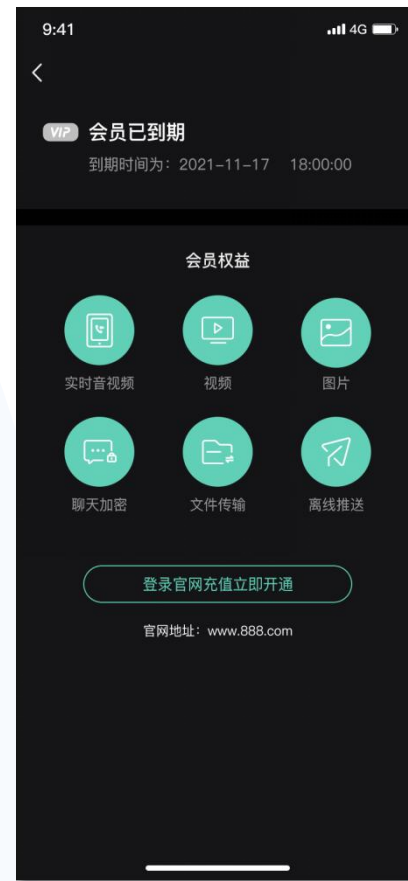 9:41
4G
VIP 会员已到期
到期时间为：2021-11-17 18:00:00
会员权益
实时音视频 视频 图片
聊天加密 文件传输 离线推送
登录官网充值立即开通
官网地址：www.888.com